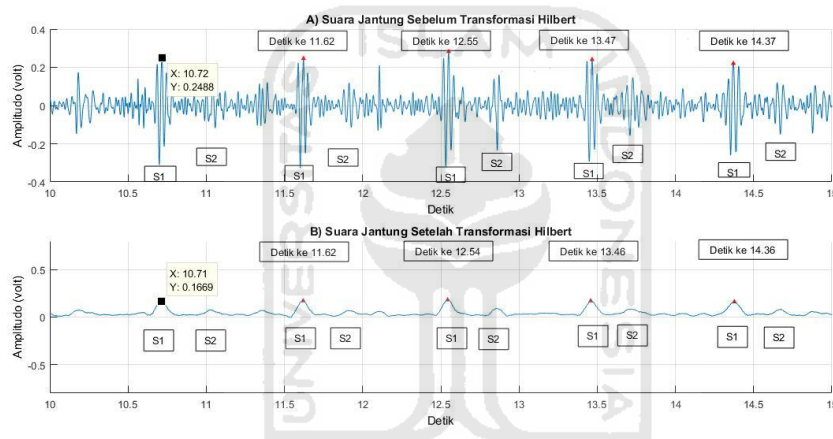 A) Suara Jantung Sebelum Transformasi Hilbert
Amplitudo (volt)
0.4
0.2
0
-0.2
-0.4
X: 10.72
Y: 0.2488
Detik ke 11.62
Detik ke 12.55
Detik ke 13.47
Detik ke 14.37
S1
S2
S1
S2
S1
S2
S1
S2
S1
S2
10 10.5 11 11.5 12 12.5 13 13.5 14 14.5 15
Detik
B) Suara Jantung Setelah Transformasi Hilbert
Amplitudo (volt)
0.5
0
-0.5
X: 10.71
Y: 0.1669
Detik ke 11.62
Detik ke 12.54
Detik ke 13.46
Detik ke 14.36
S1 S2 S1 S2 S1 S2 S1 S2 S1 S2
10 10.5 11 11.5 12 12.5 13 13.5 14 14.5 15
Detik
UNIVERSITAS
ISLAM
INDONESIA